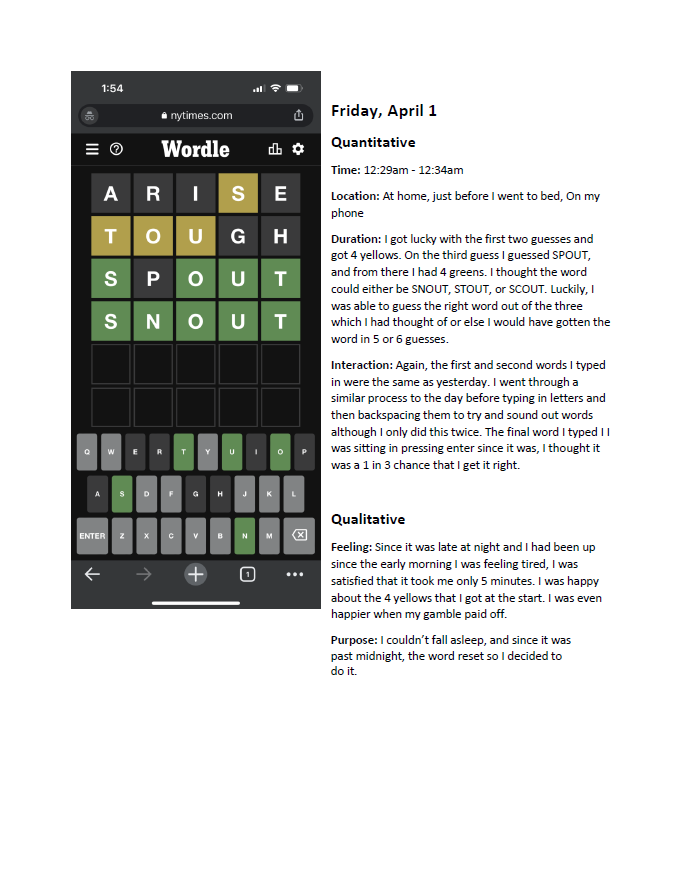 1:54
nytimes.com
Wordle
A R I S E
T O U G H
S P O U T
S N O U T
Q W E R T Y U I O P
A S D F G H J K L
ENTER Z X C V B N M
1
Friday, April 1
Quantitative
Time: 12:29am - 12:34am
Location: At home, just before I went to bed, On my
phone
Duration: I got lucky with the first two guesses and
got 4 yellows. On the third guess I guessed SPOUT,
and from there I had 4 greens. I thought the word
could either be SNOUT, STOUT, or SCOUT. Luckily, I
was able to guess the right word out of the three
which I had thought of or else I would have gotten the
word in 5 or 6 guesses.
Interaction: Again, the first and second words I typed
in were the same as yesterday. I went through a
similar process to the day before typing in letters and
then backspacing them to try and sound out words
although I only did this twice. The final word I typed I I
was sitting in pressing enter since it was, I thought it
was a 1 in 3 chance that I get it right.
Qualitative
Feeling: Since it was late at night and I had been up
since the early morning I was feeling tired, I was
satisfied that it took me only 5 minutes. I was happy
about the 4 yellows that I got at the start. I was even
happier when my gamble paid off.
Purpose: I couldn't fall asleep, and since it was
past midnight, the word reset so I decided to
do it.